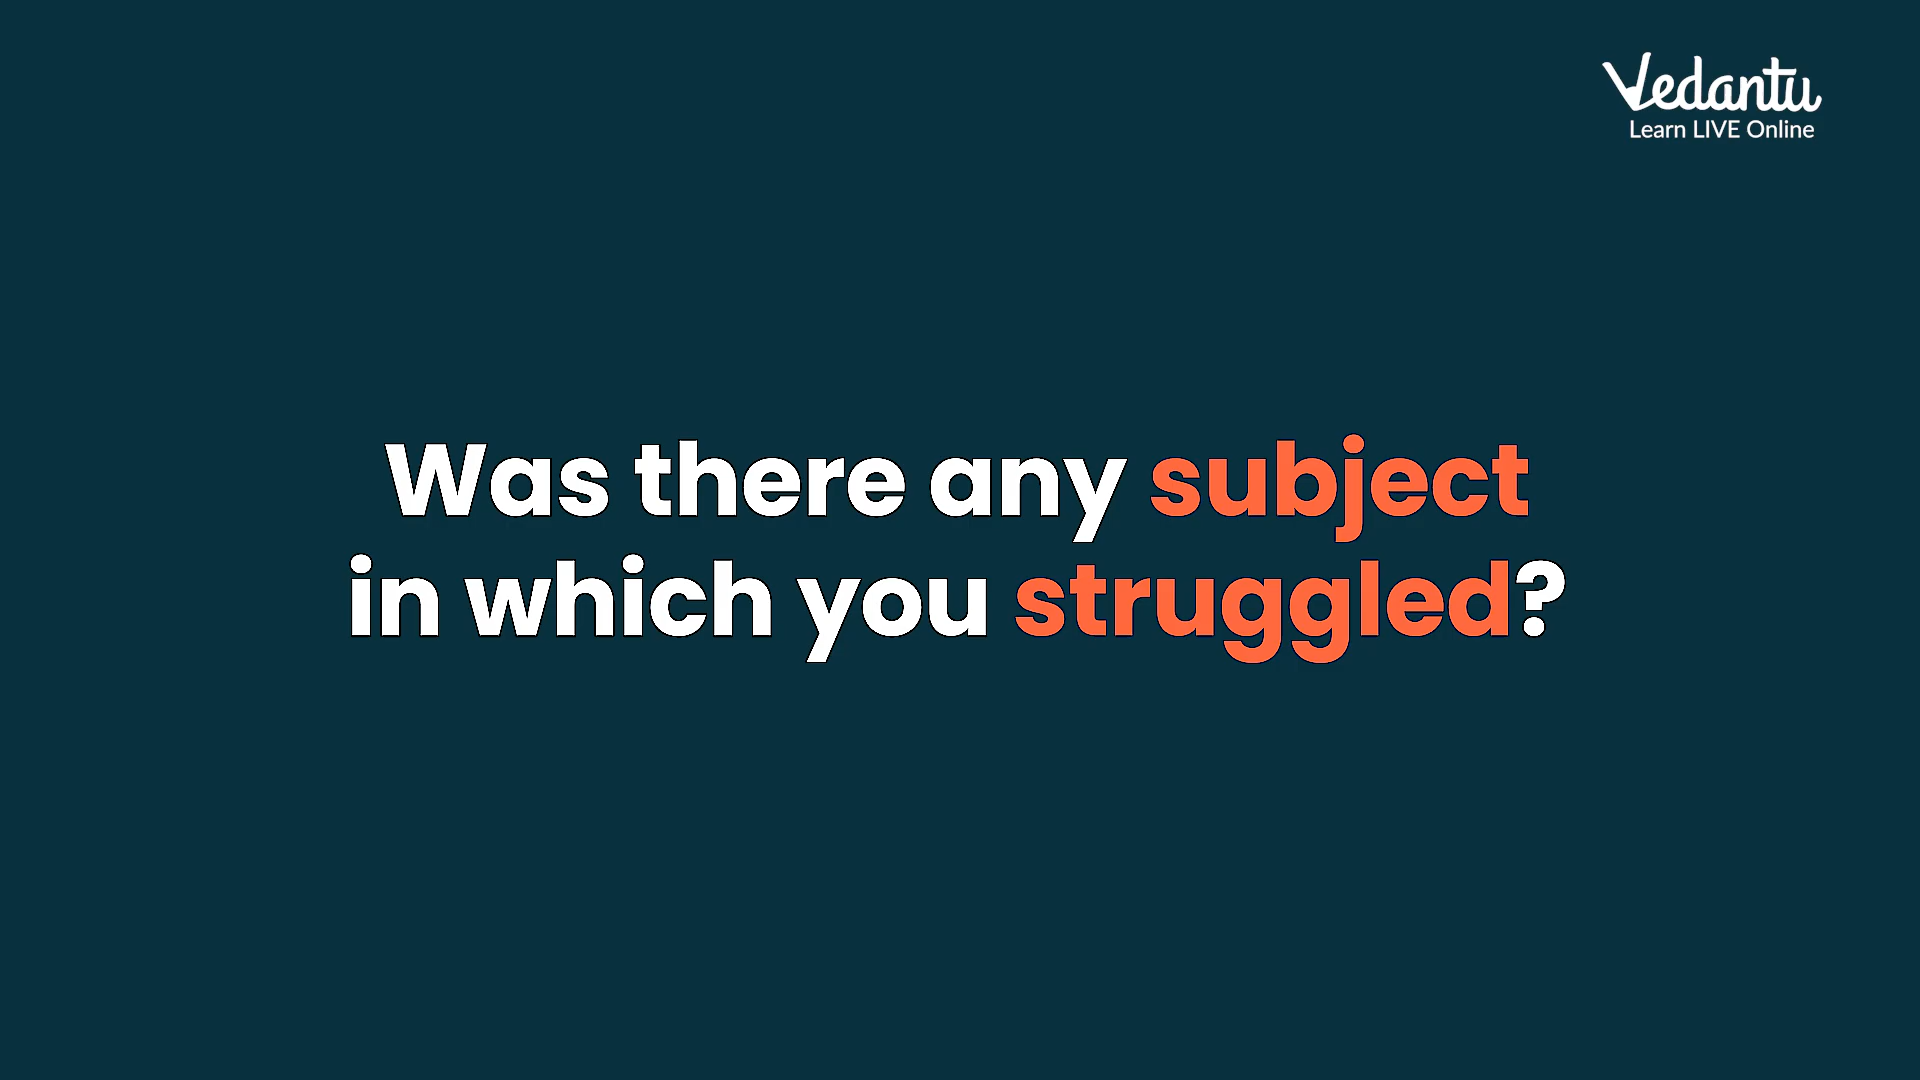 Vedantu
Learn LIVE Online
Was there any subject
in which you struggled?